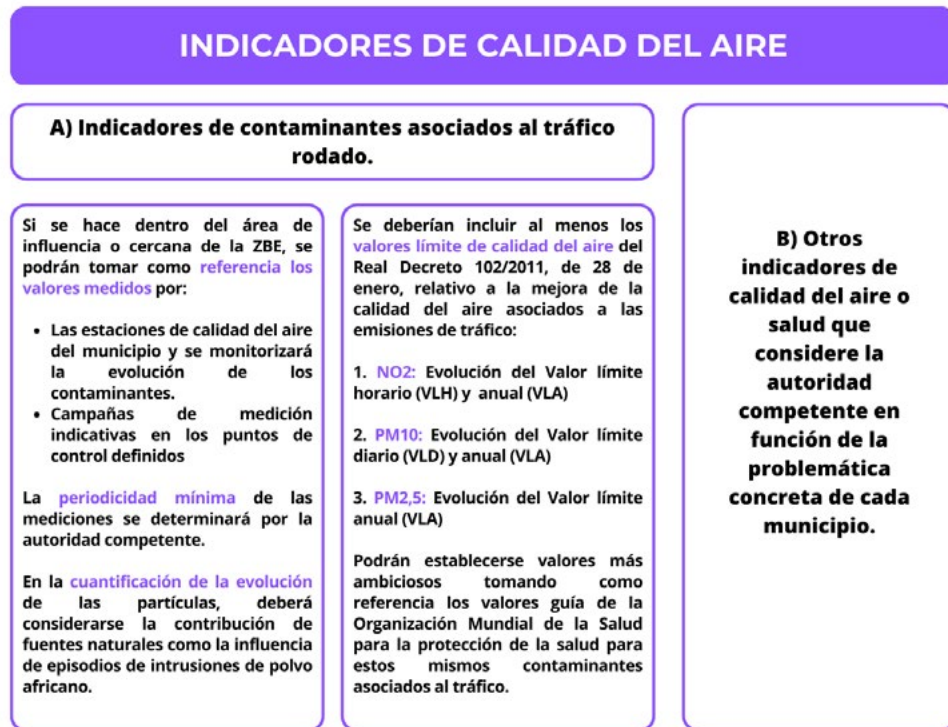 INDICADORES DE CALIDAD DEL AIRE
A) Indicadores de contaminantes asociados al tráfico
rodado.
Si se hace dentro del área de
influencia o cercana de la ZBE, se
podrán tomar como referencia los
valores medidos por:
• Las estaciones de calidad del aire
del municipio y se monitorizará
la evolución de los
contaminantes.
• Campañas de medición
indicativas en los puntos de
control definidos
La periodicidad mínima de las
mediciones se determinará por la
autoridad competente.
En la cuantificación de la evolución
de las partículas, deberá
considerarse la contribución de
fuentes naturales como la influencia
de episodios de intrusiones de polvo
africano.
Se deberían incluir al menos los
valores límite de calidad del aire del
Real Decreto 102/2011, de 28 de
enero, relativo a la mejora de la
calidad del aire asociados a las
emisiones de tráfico:
1. NO2: Evolución del Valor límite
horario (VLH) y anual (VLA)
2. PM10: Evolución del Valor límite
diario (VLD) y anual (VLA)
3. PM2,5: Evolución del Valor límite
anual (VLA)
Podrán establecerse valores más
ambiciosos tomando como
referencia los valores guía de la
Organización Mundial de la Salud
para la protección de la salud para
estos mismos contaminantes
asociados al tráfico.
B) Otros
indicadores de
calidad del aire o
salud que
considere la
autoridad
competente en
función de la
problemática
concreta de cada
municipio.